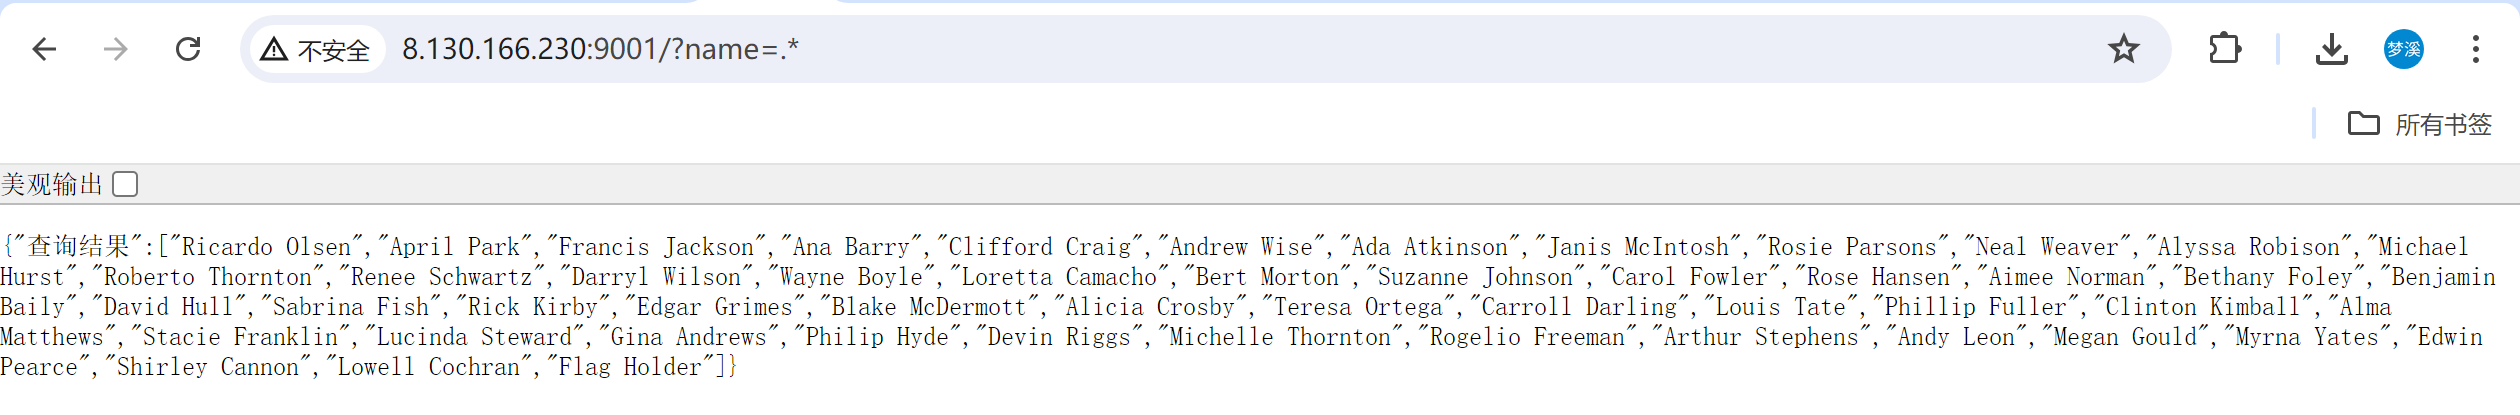 不安全 8.130.166.230:9001/?name=.* 梦溪
所有书签
美观输出
{"查询结果":["Ricardo Olsen","April Park","Francis Jackson","Ana Barry","Clifford Craig","Andrew Wise","Ada Atkinson","Janis McIntosh","Rosie Parsons","Neal Weaver","Alyssa Robison","Michael
Hurst","Roberto Thornton","Renee Schwartz","Darryl Wilson","Wayne Boyle","Loretta Camacho","Bert Morton","Suzanne Johnson","Carol Fowler","Rose Hansen","Aimee Norman","Bethany Foley","Benjamin
Baily","David Hull","Sabrina Fish","Rick Kirby","Edgar Grimes","Blake McDermott","Alicia Crosby","Teresa Ortega","Carroll Darling","Louis Tate","Phillip Fuller","Clinton Kimball","Alma
Matthews","Stacie Franklin","Lucinda Steward","Gina Andrews","Philip Hyde","Devin Riggs","Michelle Thornton","Rogelio Freeman","Arthur Stephens","Andy Leon","Megan Gould","Myrna Yates","Edwin
Pearce","Shirley Cannon","Lowell Cochran","Flag Holder"]}